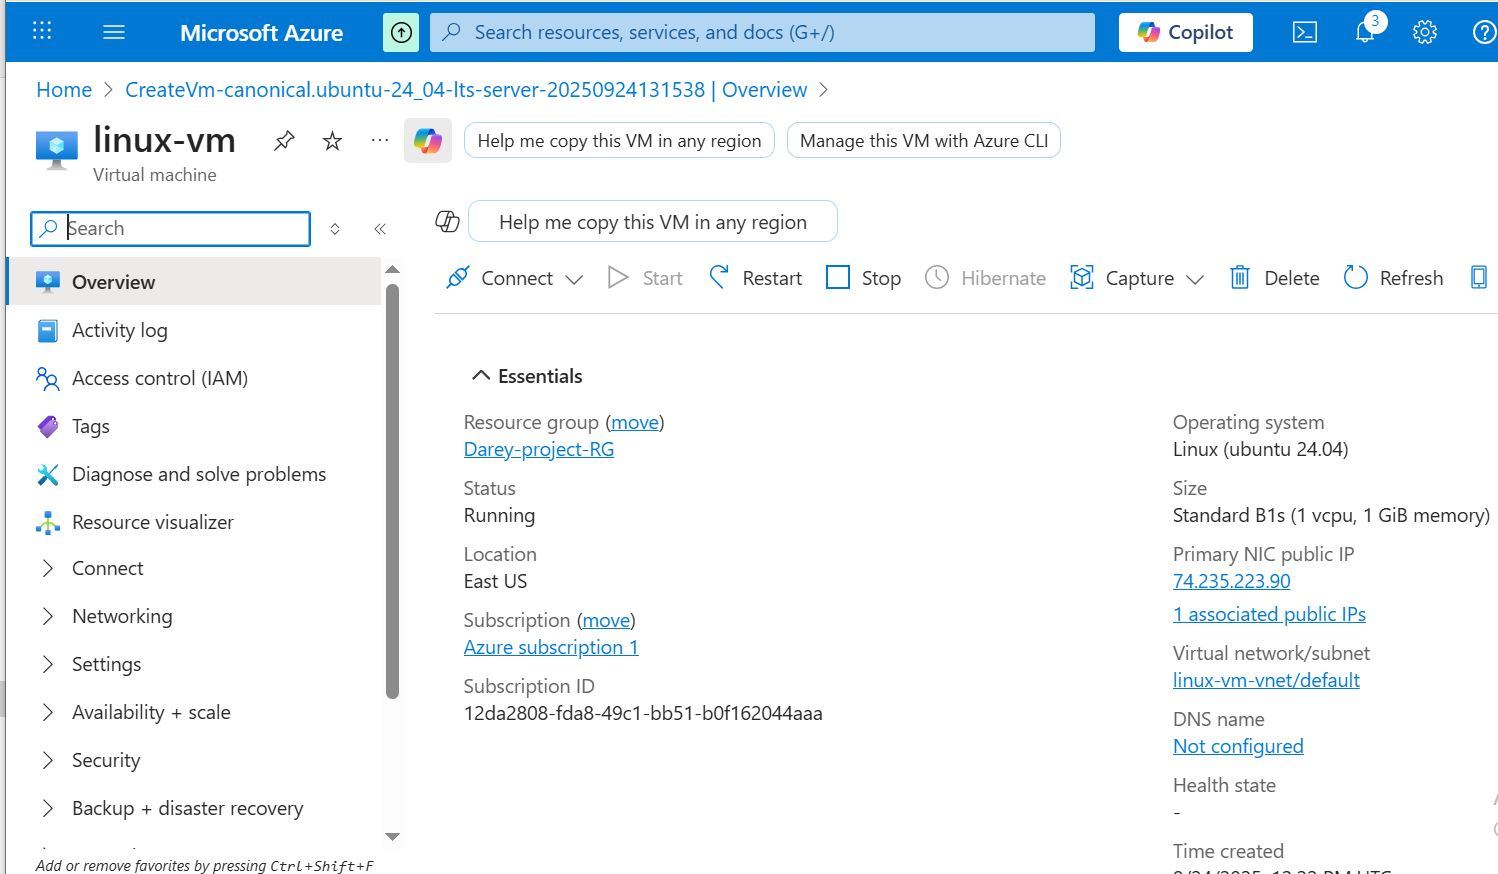 Microsoft Azure
Search resources, services, and docs (G+/)
Copilot
3
Home > CreateVm-canonical.ubuntu-24_04-lts-server-20250924131538 | Overview >
linux-vm
Virtual machine
Help me copy this VM in any region
Manage this VM with Azure CLI
Search
Help me copy this VM in any region
Overview
Activity log
Access control (IAM)
Tags
Diagnose and solve problems
Resource visualizer
Connect
Networking
Settings
Availability + scale
Security
Backup + disaster recovery
Add or remove favorites by pressing Ctrl+Shift+F
Connect
Start
Restart
Stop
Hibernate
Capture
Delete
Refresh
Essentials
Resource group (move)
Darey-project-RG
Status
Running
Location
East US
Subscription (move)
Azure subscription 1
Subscription ID
12da2808-fda8-49c1-bb51-b0f162044aaa
Operating system
Linux (ubuntu 24.04)
Size
Standard B1s (1 vcpu, 1 GiB memory)
Primary NIC public IP
74.235.223.90
1 associated public IPs
Virtual network/subnet
linux-vm-vnet/default
DNS name
Not configured
Health state
-
Time created